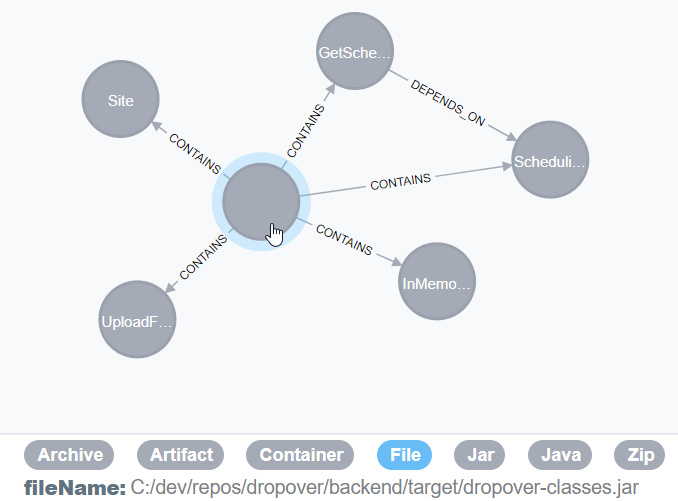 GetSche...
Site
DEPENDS_ON
CONTAINS
CONTAINS
Scheduli...
CONTAINS
CONTAINS
CONTAINS
InMemo...
UploadF...
Archive Artifact Container File Jar Java Zip
fileName: C:/dev/repos/dropover/backend/target/dropover-classes.jar